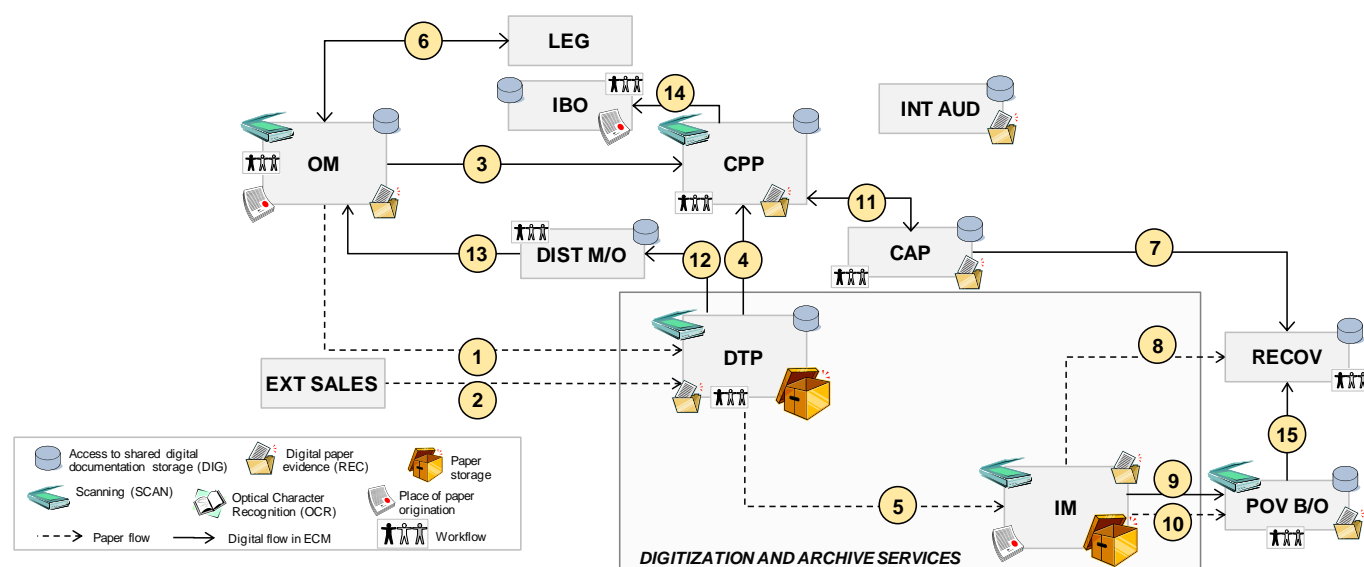 6
LEG
IBO
14
INT AUD
OM
3
CPP
11
13
DIST M/O
12
4
CAP
7
1
DTP
8
RECOV
EXT SALES
2
15
5
IM
9
10
POV B/O
DIGITIZATION AND ARCHIVE SERVICES
Access to shared digital
documentation storage (DIG)
Digital paper
evidence (REC)
Paper
storage
Scanning (SCAN)
Optical Character
Recognition (OCR)
Place of paper
origination
Paper flow
Digital flow in ECM
Workflow